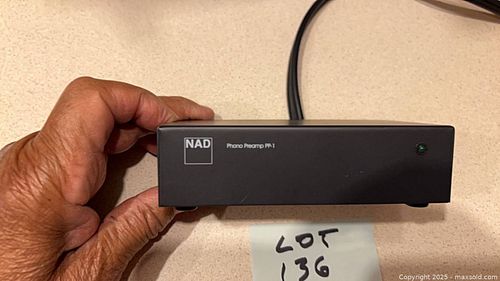 NAD
Phono Preamp PP-1
LOT
136
Copyright © 2025 - maxsold.com